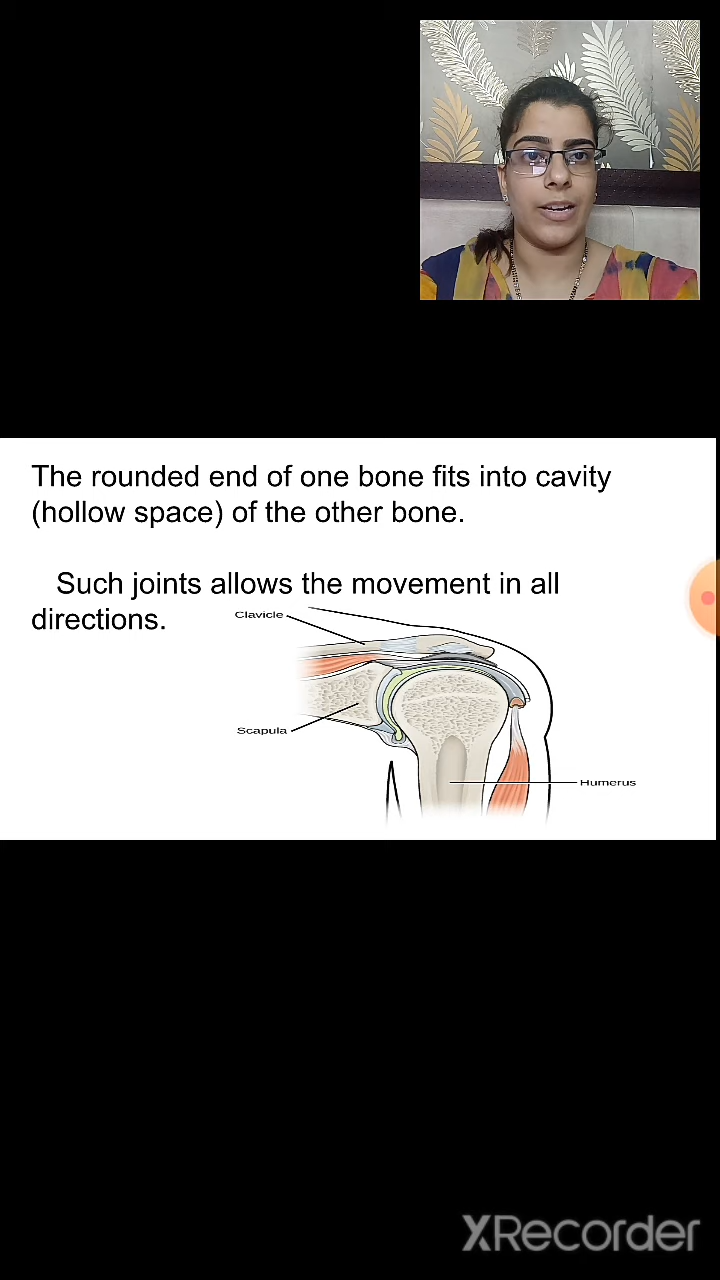 The rounded end of one bone fits into cavity
(hollow space) of the other bone.
Such joints allows the movement in all
directions.
Clavicle
Scapula
Humerus
XRecorder